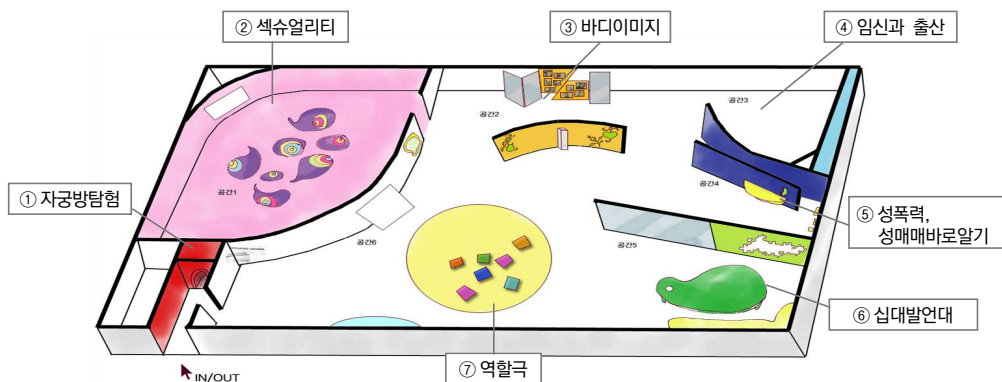 ② 섹슈얼리티
③ 바디이미지
④ 임신과 출산
공간3
공간2
공간1
공간4
① 자궁방탐험
⑤ 성폭력,
성매매바로알기
공간6
공간5
⑥ 십대발언대
⑦ 역할극
IN/OUT